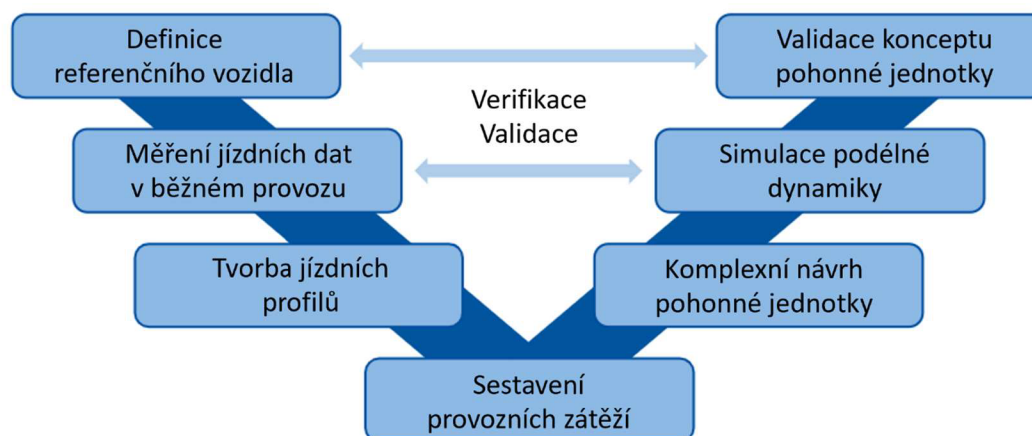 Definice
referenčního vozidla
Validace konceptu
pohonné jednotky
Verifikace
Validace
Měření jízdních dat
v běžném provozu
Simulace podélné
dynamiky
Tvorba jízdních
profilů
Komplexní návrh
pohonné jednotky
Sestavení
provozních zátěží